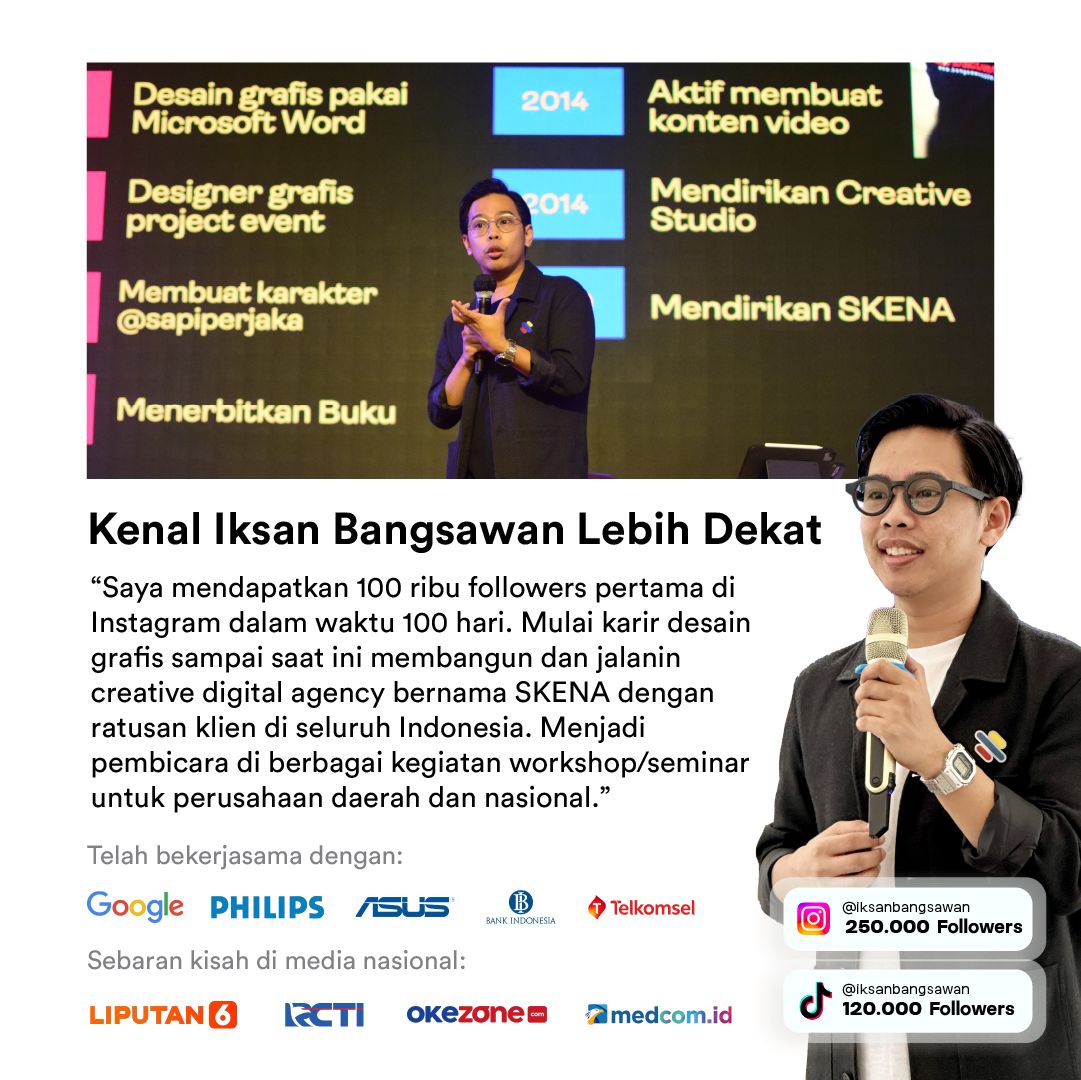 Desain grafis pakai
Microsoft Word
2014
Aktif membuat
konten video
Designer grafis
project event
2014
Mendirikan Creative
Studio
Membuat karakter
@sapiperjaka
Mendirikan SKENA
Menerbitkan Buku
Kenal Iksan Bangsawan Lebih Dekat
“Saya mendapatkan 100 ribu followers pertama di
Instagram dalam waktu 100 hari. Mulai karir desain
grafis sampai saat ini membangun dan jalanin
creative digital agency bernama SKENA dengan
ratusan klien di seluruh Indonesia. Menjadi
pembicara di berbagai kegiatan workshop/seminar
untuk perusahaan daerah dan nasional.”
Telah bekerjasama dengan:
Google PHILIPS ASUS BANK INDONESIA Telkomsel
Sebaran kisah di media nasional:
LIPUTAN 6 RCTI OKEZONE.COM medcom.id
@iksanbangsawan
250.000 Followers
@iksanbangsawan
120.000 Followers